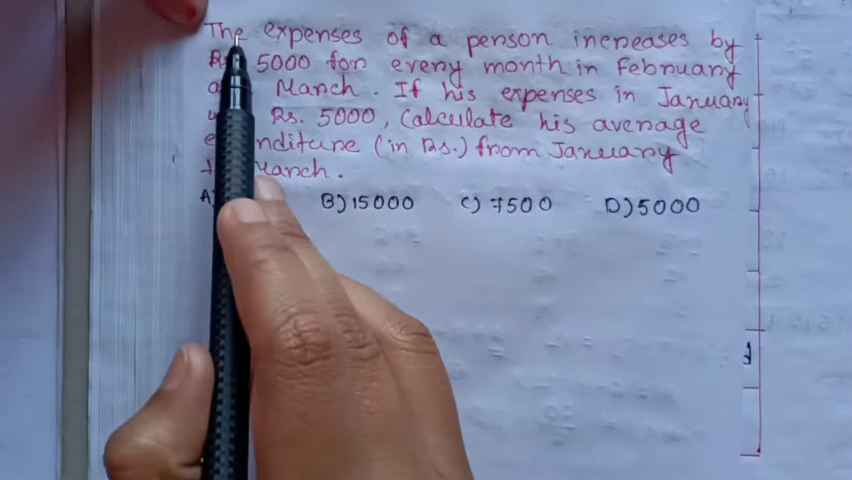 The expenses of a person increases by
5000 for every month in February
March. If his expenses in January
Rs. 5000, Calculate his average
nditure (in Rs.) from January
March.
B) 15000 C) 7500 D) 5000